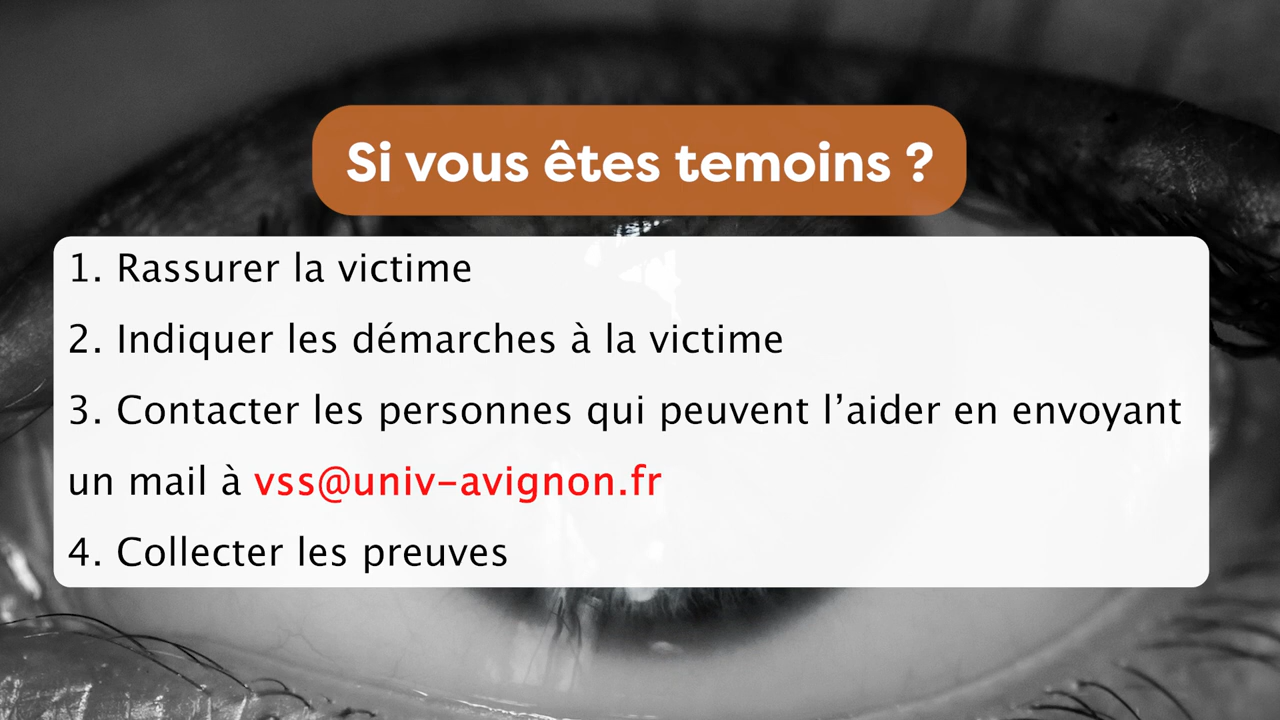 Si vous êtes temoins ?
1. Rassurer la victime
2. Indiquer les démarches à la victime
3. Contacter les personnes qui peuvent l’aider en envoyant
un mail à vss@univ-avignon.fr
4. Collecter les preuves